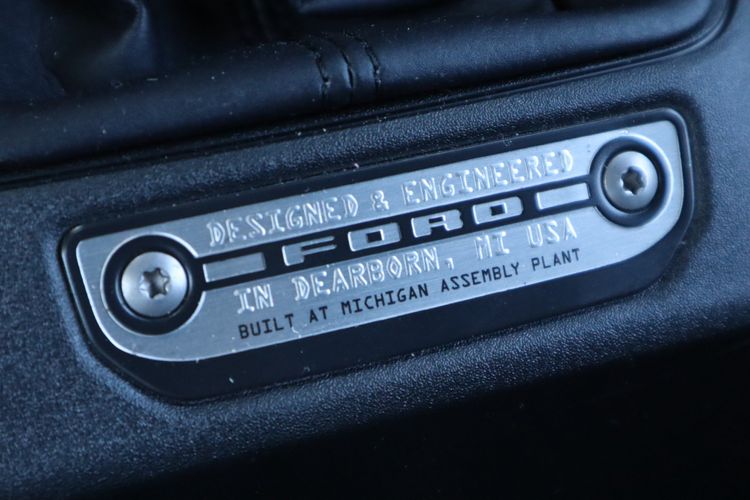 DESIGNED & ENGINEERED
FORD
IN DEARBORN, MI USA
BUILT AT MICHIGAN ASSEMBLY PLANT